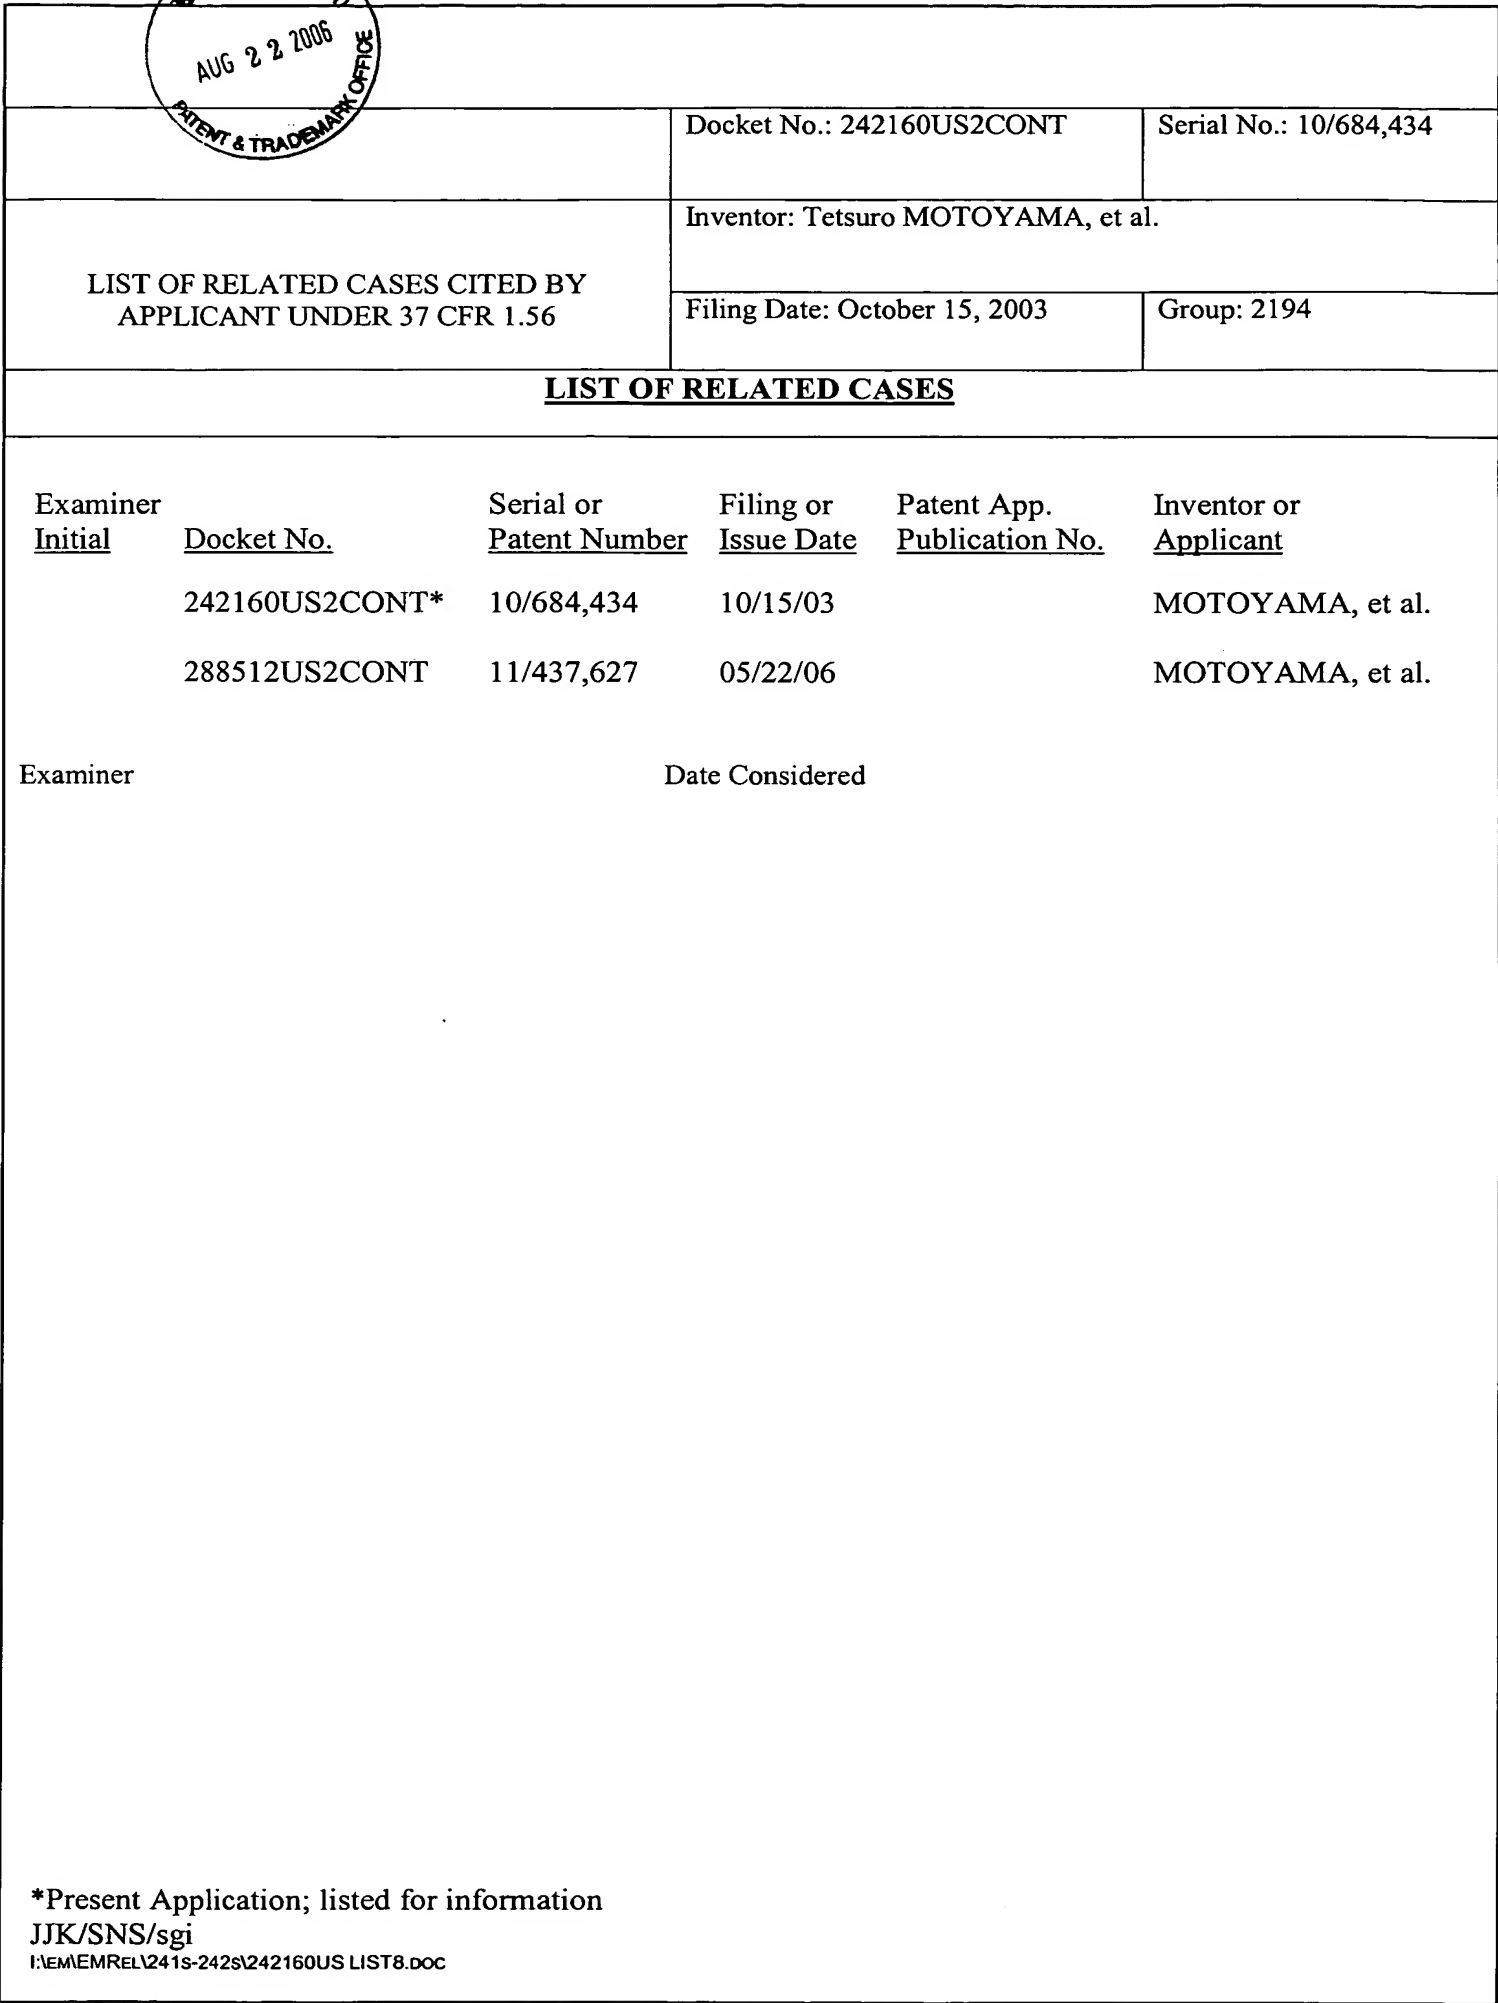 AUG 2 2 2006
PATENT & TRADEMARK OFFICE
Docket No.: 242160US2CONT
Serial No.: 10/684,434
Inventor: Tetsuro MOTOYAMA, et al.
LIST OF RELATED CASES CITED BY
APPLICANT UNDER 37 CFR 1.56
Filing Date: October 15, 2003
Group: 2194
LIST OF RELATED CASES
Examiner Serial or Filing or Patent App. Inventor or
Initial Docket No. Patent Number Issue Date Publication No. Applicant
242160US2CONT* 10/684,434 10/15/03 MOTOYAMA, et al.
288512US2CONT 11/437,627 05/22/06 MOTOYAMA, et al.
Examiner Date Considered
*Present Application; listed for information
JJK/SNS/sgi
I:\EM\EMREL\241S-242S\242160US LIST8.DOC